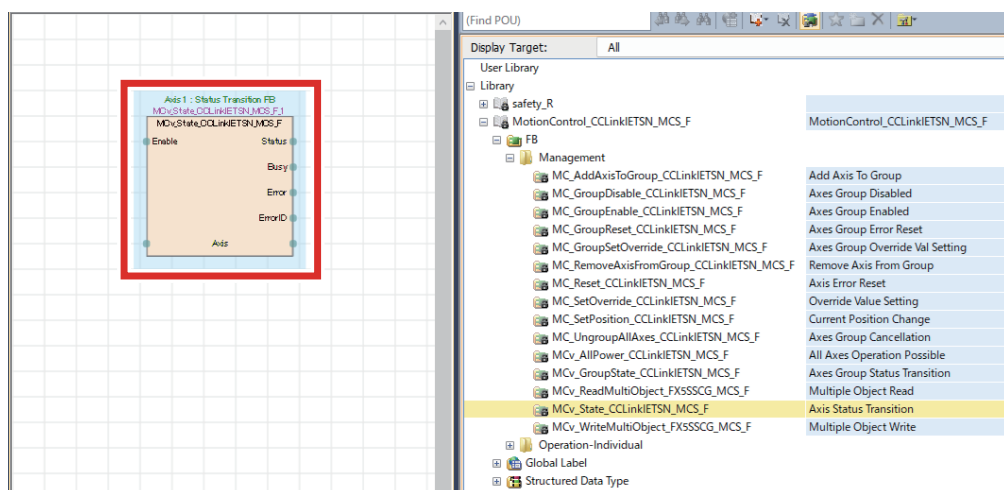 Axis 1 : Status Transition FB
MCv_State_CCLinkIETSN_MCS_F_1
MCv_State_CCLinkIETSN_MCS_F
Enable Status
Busy
Error
ErrorID
Axis
(Find POU)
Display Target: All
User Library
Library
safety_R
MotionControl_CCLinkIETSN_MCS_F MotionControl_CCLinkIETSN_MCS_F
FB
Management
MC_AddAxisToGroup_CCLinkIETSN_MCS_F Add Axis To Group
MC_GroupDisable_CCLinkIETSN_MCS_F Axes Group Disabled
MC_GroupEnable_CCLinkIETSN_MCS_F Axes Group Enabled
MC_GroupReset_CCLinkIETSN_MCS_F Axes Group Error Reset
MC_GroupSetOverride_CCLinkIETSN_MCS_F Axes Group Override Val Setting
MC_RemoveAxisFromGroup_CCLinkIETSN_MCS_F Remove Axis From Group
MC_Reset_CCLinkIETSN_MCS_F Axis Error Reset
MC_SetOverride_CCLinkIETSN_MCS_F Override Value Setting
MC_SetPosition_CCLinkIETSN_MCS_F Current Position Change
MC_UngroupAllAxes_CCLinkIETSN_MCS_F Axes Group Cancellation
MCv_AllPower_CCLinkIETSN_MCS_F All Axes Operation Possible
MCv_GroupState_CCLinkIETSN_MCS_F Axes Group Status Transition
MCv_ReadMultiObject_FX5SSCG_MCS_F Multiple Object Read
MCv_State_CCLinkIETSN_MCS_F Axis Status Transition
MCv_WriteMultiObject_FX5SSCG_MCS_F Multiple Object Write
Operation-Individual
Global Label
Structured Data Type